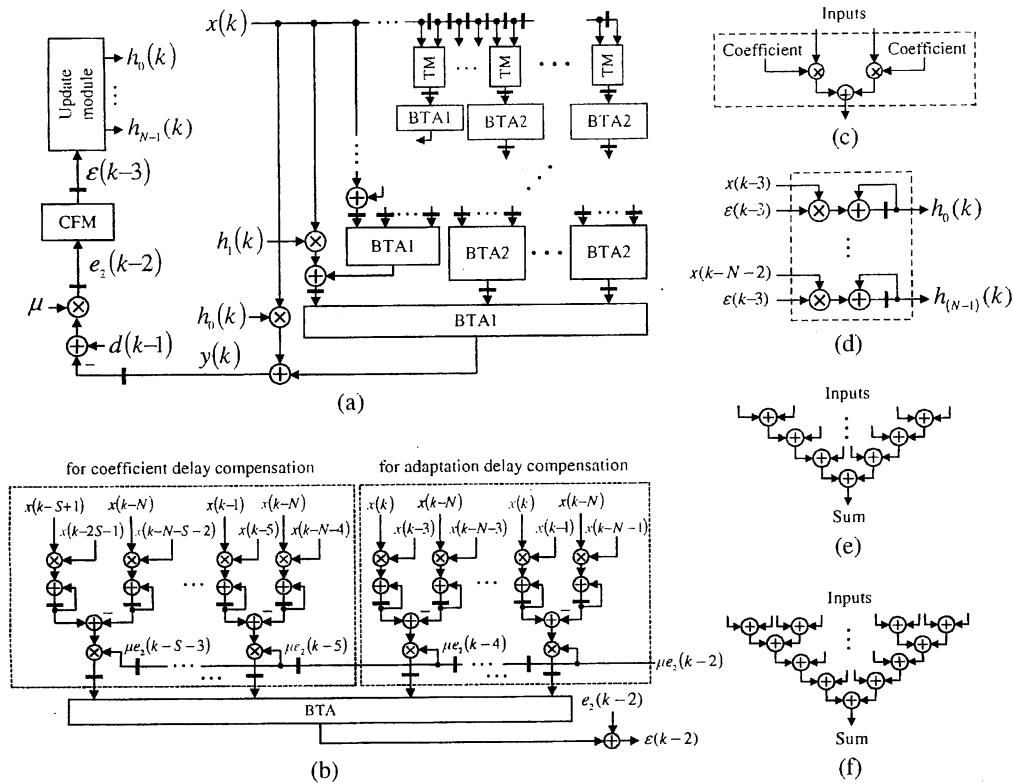 x(k)
Update module
h₀(k)
h_{N-1}(k)
ε(k-3)
CFM
e₂(k-2)
μ
d(k-1)
y(k)
TM
TM
TM
BTA1
BTA2
BTA2
h₁(k)
BTA1
BTA2
BTA2
h₀(k)
BTA1
(a)
for coefficient delay compensation
for adaptation delay compensation
x(k-S+1) x(k-N) x(k-1) x(k-N)
x(k-2S-1) x(k-N-S-2) x(k-5) x(k-N-4)
x(k) x(k-N) x(k) x(k-N)
x(k-3) x(k-N-3) x(k-1) x(k-N-1)
μe₂(k-S-3) μe₂(k-5) μe₂(k-4) μe₂(k-2)
BTA
e₂(k-2)
ε(k-2)
(b)
Inputs
Coefficient
Coefficient
(c)
x(k-3)
ε(k-3)
h₀(k)
x(k-N-2)
ε(k-3)
h_{(N-1)}(k)
(d)
Inputs
Sum
(e)
Inputs
Sum
(f)